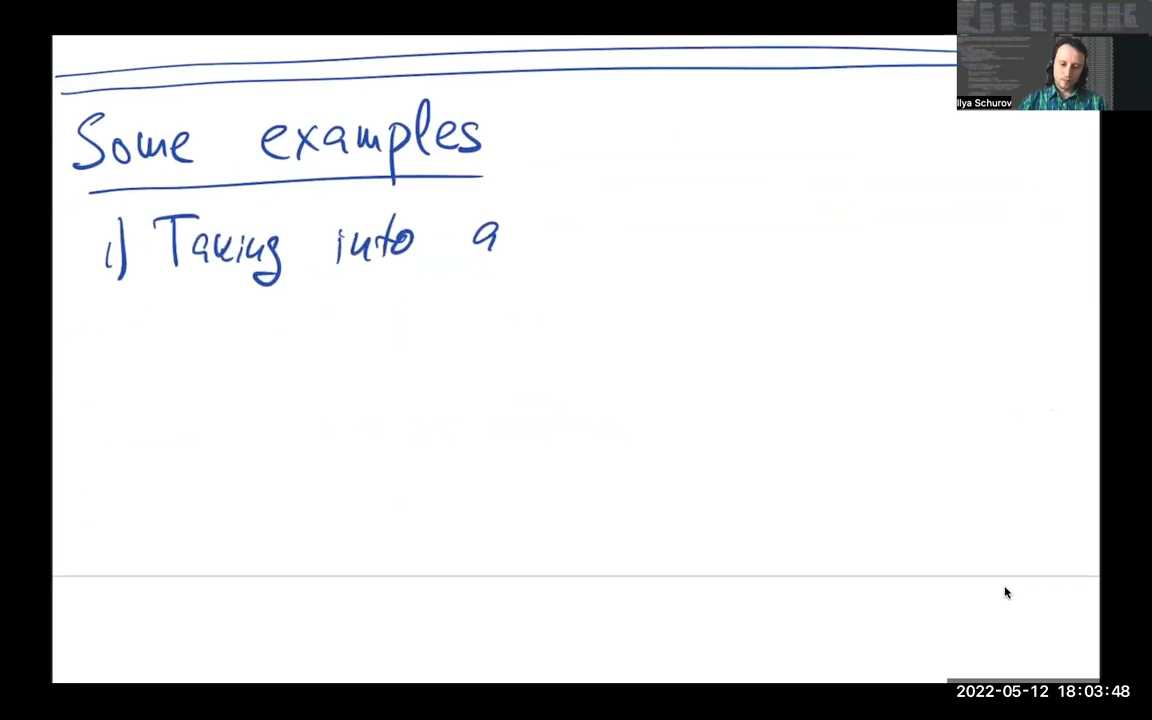 Ilya Schurov
Some examples
1) Taking into a
2022-05-12 18:03:48